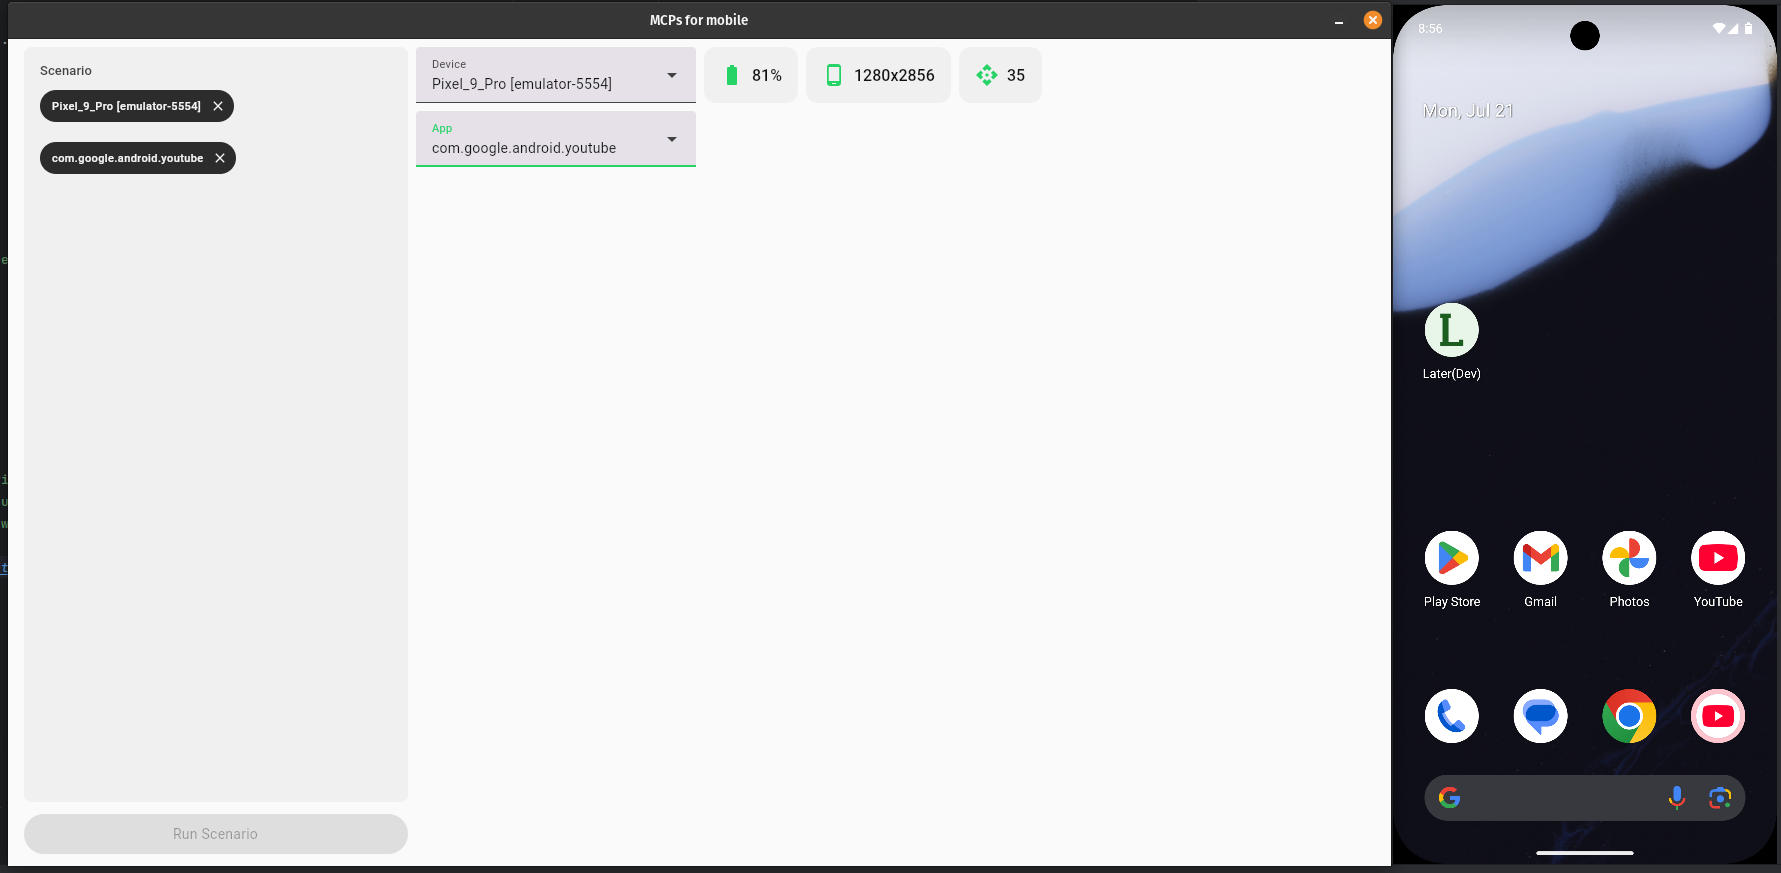 MCPs for mobile
Scenario
Pixel_9_Pro [emulator-5554]
com.google.android.youtube
Run Scenario
Device
Pixel_9_Pro [emulator-5554]
81%
1280x2856
35
App
com.google.android.youtube
e
i
u
w
t
8:56
Mon, Jul 21
L
Later(Dev)
Play Store
Gmail
Photos
YouTube